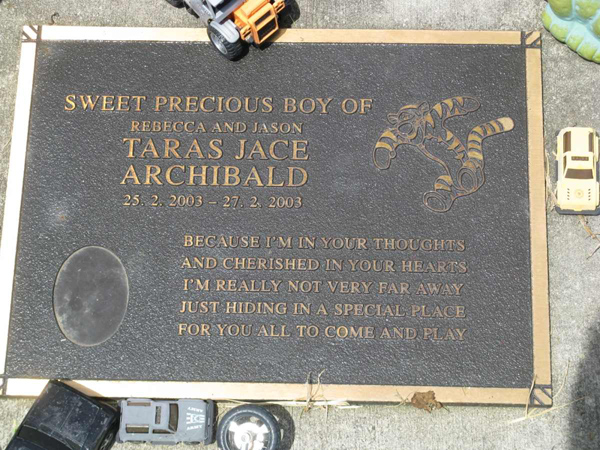 SWEET PRECIOUS BOY OF
REBECCA AND JASON
TARAS JACE
ARCHIBALD
25. 2. 2003 – 27. 2. 2003
BECAUSE I'M IN YOUR THOUGHTS
AND CHERISHED IN YOUR HEARTS
I'M REALLY NOT VERY FAR AWAY
JUST HIDING IN A SPECIAL PLACE
FOR YOU ALL TO COME AND PLAY